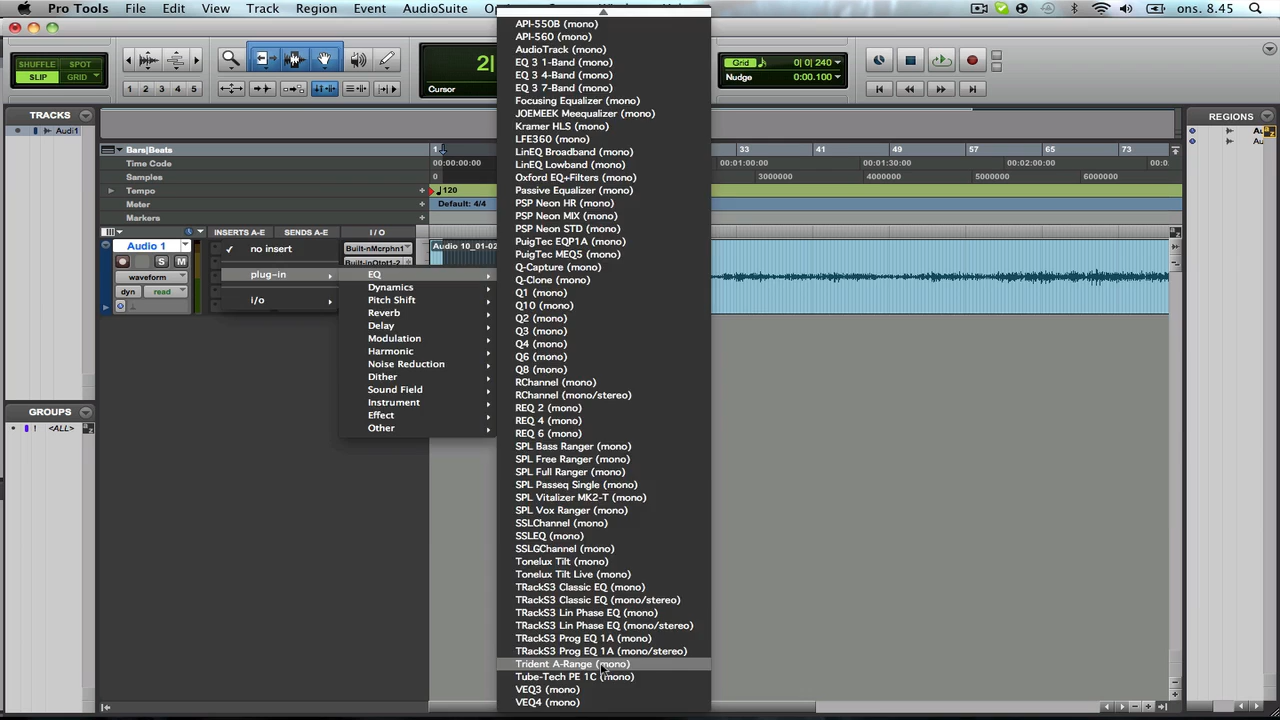 Pro Tools File Edit View Track Region Event AudioSuite
ons. 8.45
SHUFFLE SPOT
SLIP GRID
1 2 3 4 5
2|
Cursor
Grid 0| 0| 240
Nudge 0:00.100
TRACKS
Audi1
GROUPS
! <ALL>
REGIONS
Bars|Beats
Time Code
Samples
Tempo
Meter
Markers
1 33 41 49 57 65 73
00:00:00:00 00:01:00:00 00:01:30:00 00:02:00:00
0 3000000 4000000 5000000 6000000
120
Default: 4/4
INSERTS A-E SENDS A-E I / O
Audio 1
S M
waveform
dyn read
Audio 10_01-02
no insert
plug-in
i/o
EQ
Dynamics
Pitch Shift
Reverb
Delay
Modulation
Harmonic
Noise Reduction
Dither
Sound Field
Instrument
Effect
Other
API-550B (mono)
API-560 (mono)
AudioTrack (mono)
EQ 3 1-Band (mono)
EQ 3 4-Band (mono)
EQ 3 7-Band (mono)
Focusing Equalizer (mono)
JOEMEEK Meequalizer (mono)
Kramer HLS (mono)
LFE360 (mono)
LinEQ Broadband (mono)
LinEQ Lowband (mono)
Oxford EQ+Filters (mono)
Passive Equalizer (mono)
PSP Neon HR (mono)
PSP Neon MIX (mono)
PSP Neon STD (mono)
PuigTec EQP1A (mono)
PuigTec MEQ5 (mono)
Q-Capture (mono)
Q-Clone (mono)
Q1 (mono)
Q10 (mono)
Q2 (mono)
Q3 (mono)
Q4 (mono)
Q6 (mono)
Q8 (mono)
RChannel (mono)
RChannel (mono/stereo)
REQ 2 (mono)
REQ 4 (mono)
REQ 6 (mono)
SPL Bass Ranger (mono)
SPL Free Ranger (mono)
SPL Full Ranger (mono)
SPL Passeq Single (mono)
SPL Vitalizer MK2-T (mono)
SPL Vox Ranger (mono)
SSLChannel (mono)
SSLEQ (mono)
SSLGChannel (mono)
Tonelux Tilt (mono)
Tonelux Tilt Live (mono)
TRackS3 Classic EQ (mono)
TRackS3 Classic EQ (mono/stereo)
TRackS3 Lin Phase EQ (mono)
TRackS3 Lin Phase EQ (mono/stereo)
TRackS3 Prog EQ 1A (mono)
TRackS3 Prog EQ 1A (mono/stereo)
Trident A-Range (mono)
Tube-Tech PE 1C (mono)
VEQ3 (mono)
VEQ4 (mono)